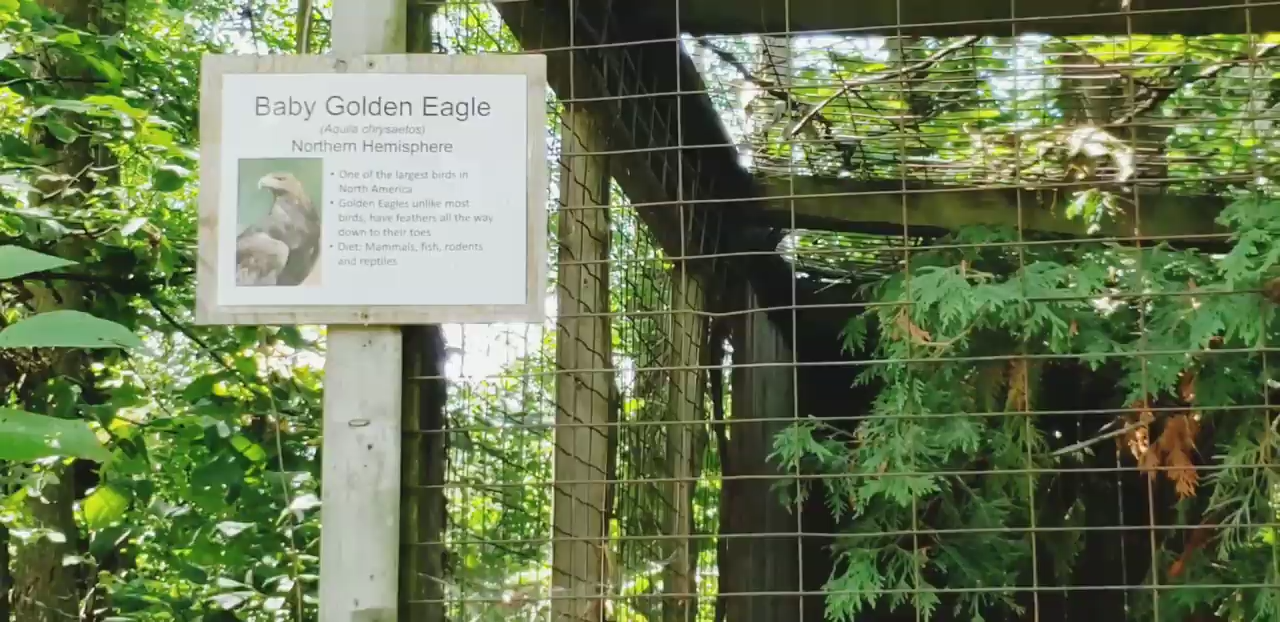 Baby Golden Eagle
(Aquila chrysaetos)
Northern Hemisphere
• One of the largest birds in
North America
• Golden Eagles unlike most
birds, have feathers all the way
down to their toes
• Diet: Mammals, fish, rodents
and reptiles